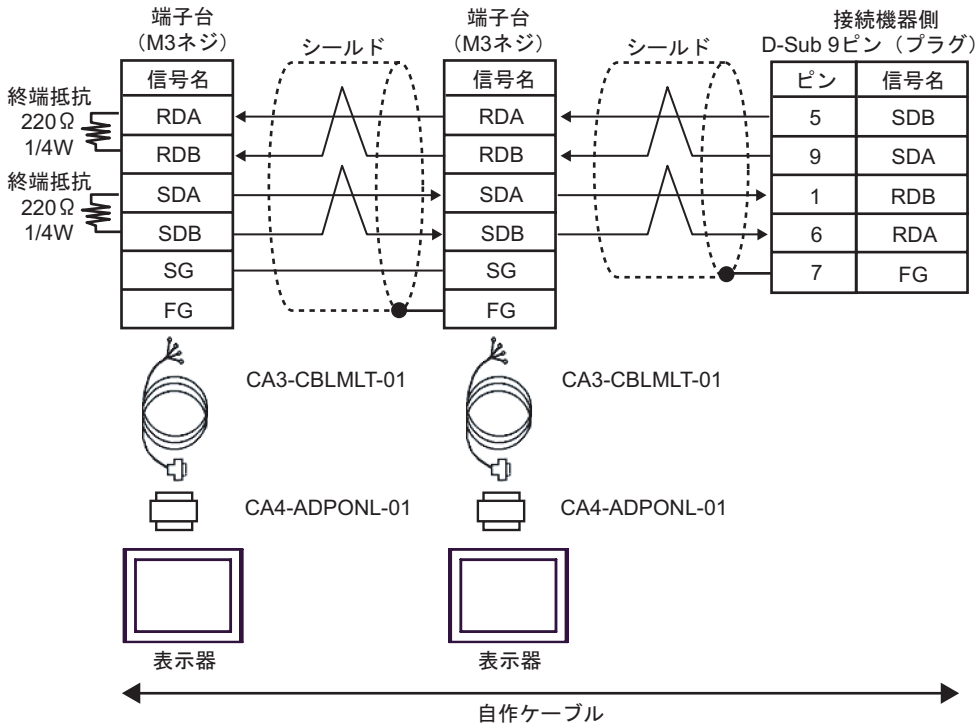 端子台
（M3ネジ）
端子台
（M3ネジ）
接続機器側
D-Sub 9ピン（プラグ）
シールド
シールド
信号名
信号名
ピン
信号名
終端抵抗
220Ω
1/4W
RDA
RDA
5
SDB
RDB
RDB
9
SDA
終端抵抗
220Ω
1/4W
SDA
SDA
1
RDB
SDB
SDB
6
RDA
SG
SG
7
FG
FG
FG
CA3-CBLMLT-01
CA3-CBLMLT-01
CA4-ADPONL-01
CA4-ADPONL-01
表示器
表示器
自作ケーブル